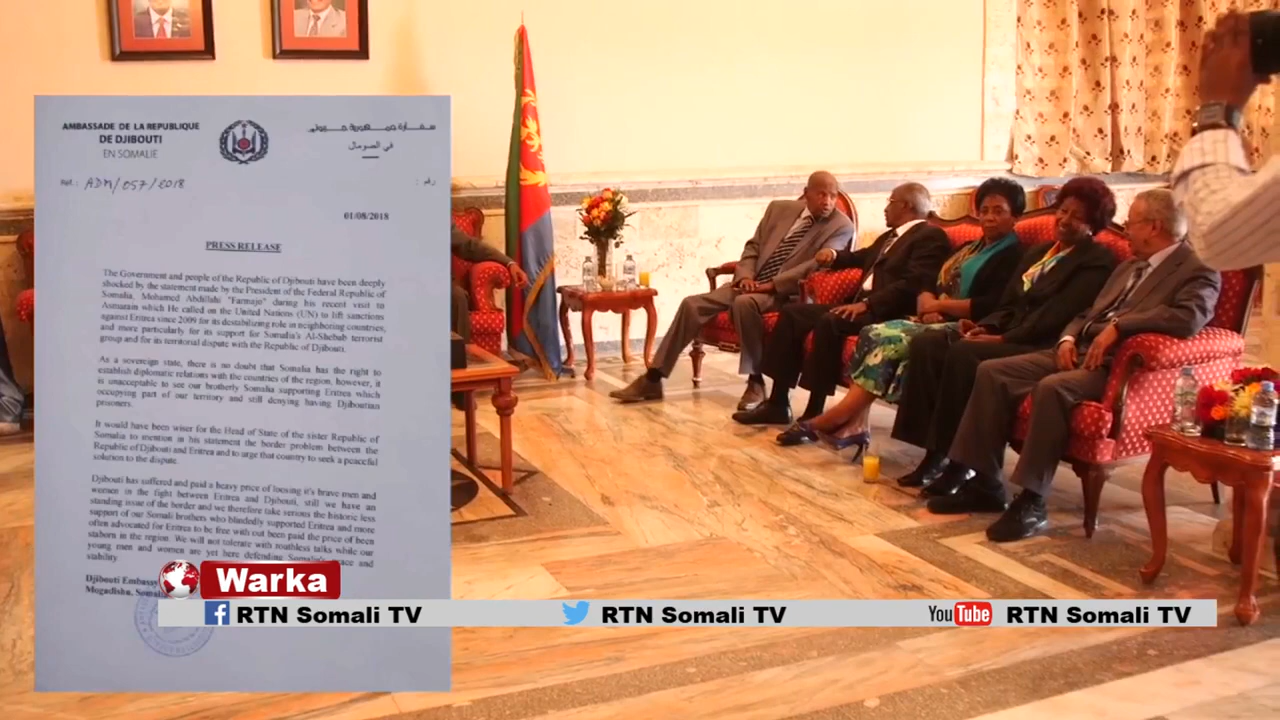 AMBASSADE DE LA REPUBLIQUE
DE DJIBOUTI
EN SOMALIE
سفارة جمهورية جيبوتي
في الصومال
Ref.: ADM/057/2018
رقم :
01/08/2018
PRESS RELEASE
The Government and people of the Republic of Djibouti have been deeply
shocked by the statement made by the President of the Federal Republic of
Somalia, Mohamed Abdillahi "Farmajo" during his recent visit to
Asmarain which He called on the United Nations (UN) to lift sanctions
against Eritrea since 2009 for its destabilizing role in neighboring countries,
and more particularly for its support for Somalia's Al-Shebab terrorist
group and for its territorial dispute with the Republic of Djibouti.
As a sovereign state, there is no doubt that Somalia has the right to
establish diplomatic relations with the countries of the region, however, it
is unacceptable to see our brotherly Somalia supporting Eritrea which
occupying part of our territory and still denying having Djiboutian
prisoners.
It would have been wiser for the Head of State of the sister Republic of
Somalia to mention in his statement the border problem between the
Republic of Djibouti and Eritrea and to urge that country to seek a peaceful
solution to the dispute.
Djibouti has suffered and paid a heavy price of loosing it's brave men and
women in the fight between Eritrea and Djibouti, still we have an
standing issue of the border and we therefore take serious the historic less
support of our Somali brothers who blindedly supported Eritrea and more
often advocated for Eritrea to be free with out been paid the price of been
staborn in the region. We will not tolerate with routhless talks while our
young men and women are yet here defending Somalia's peace and
stability.
Djibouti Embassy
Mogadishu, Somalia
Warka
RTN Somali TV
RTN Somali TV
YouTube RTN Somali TV